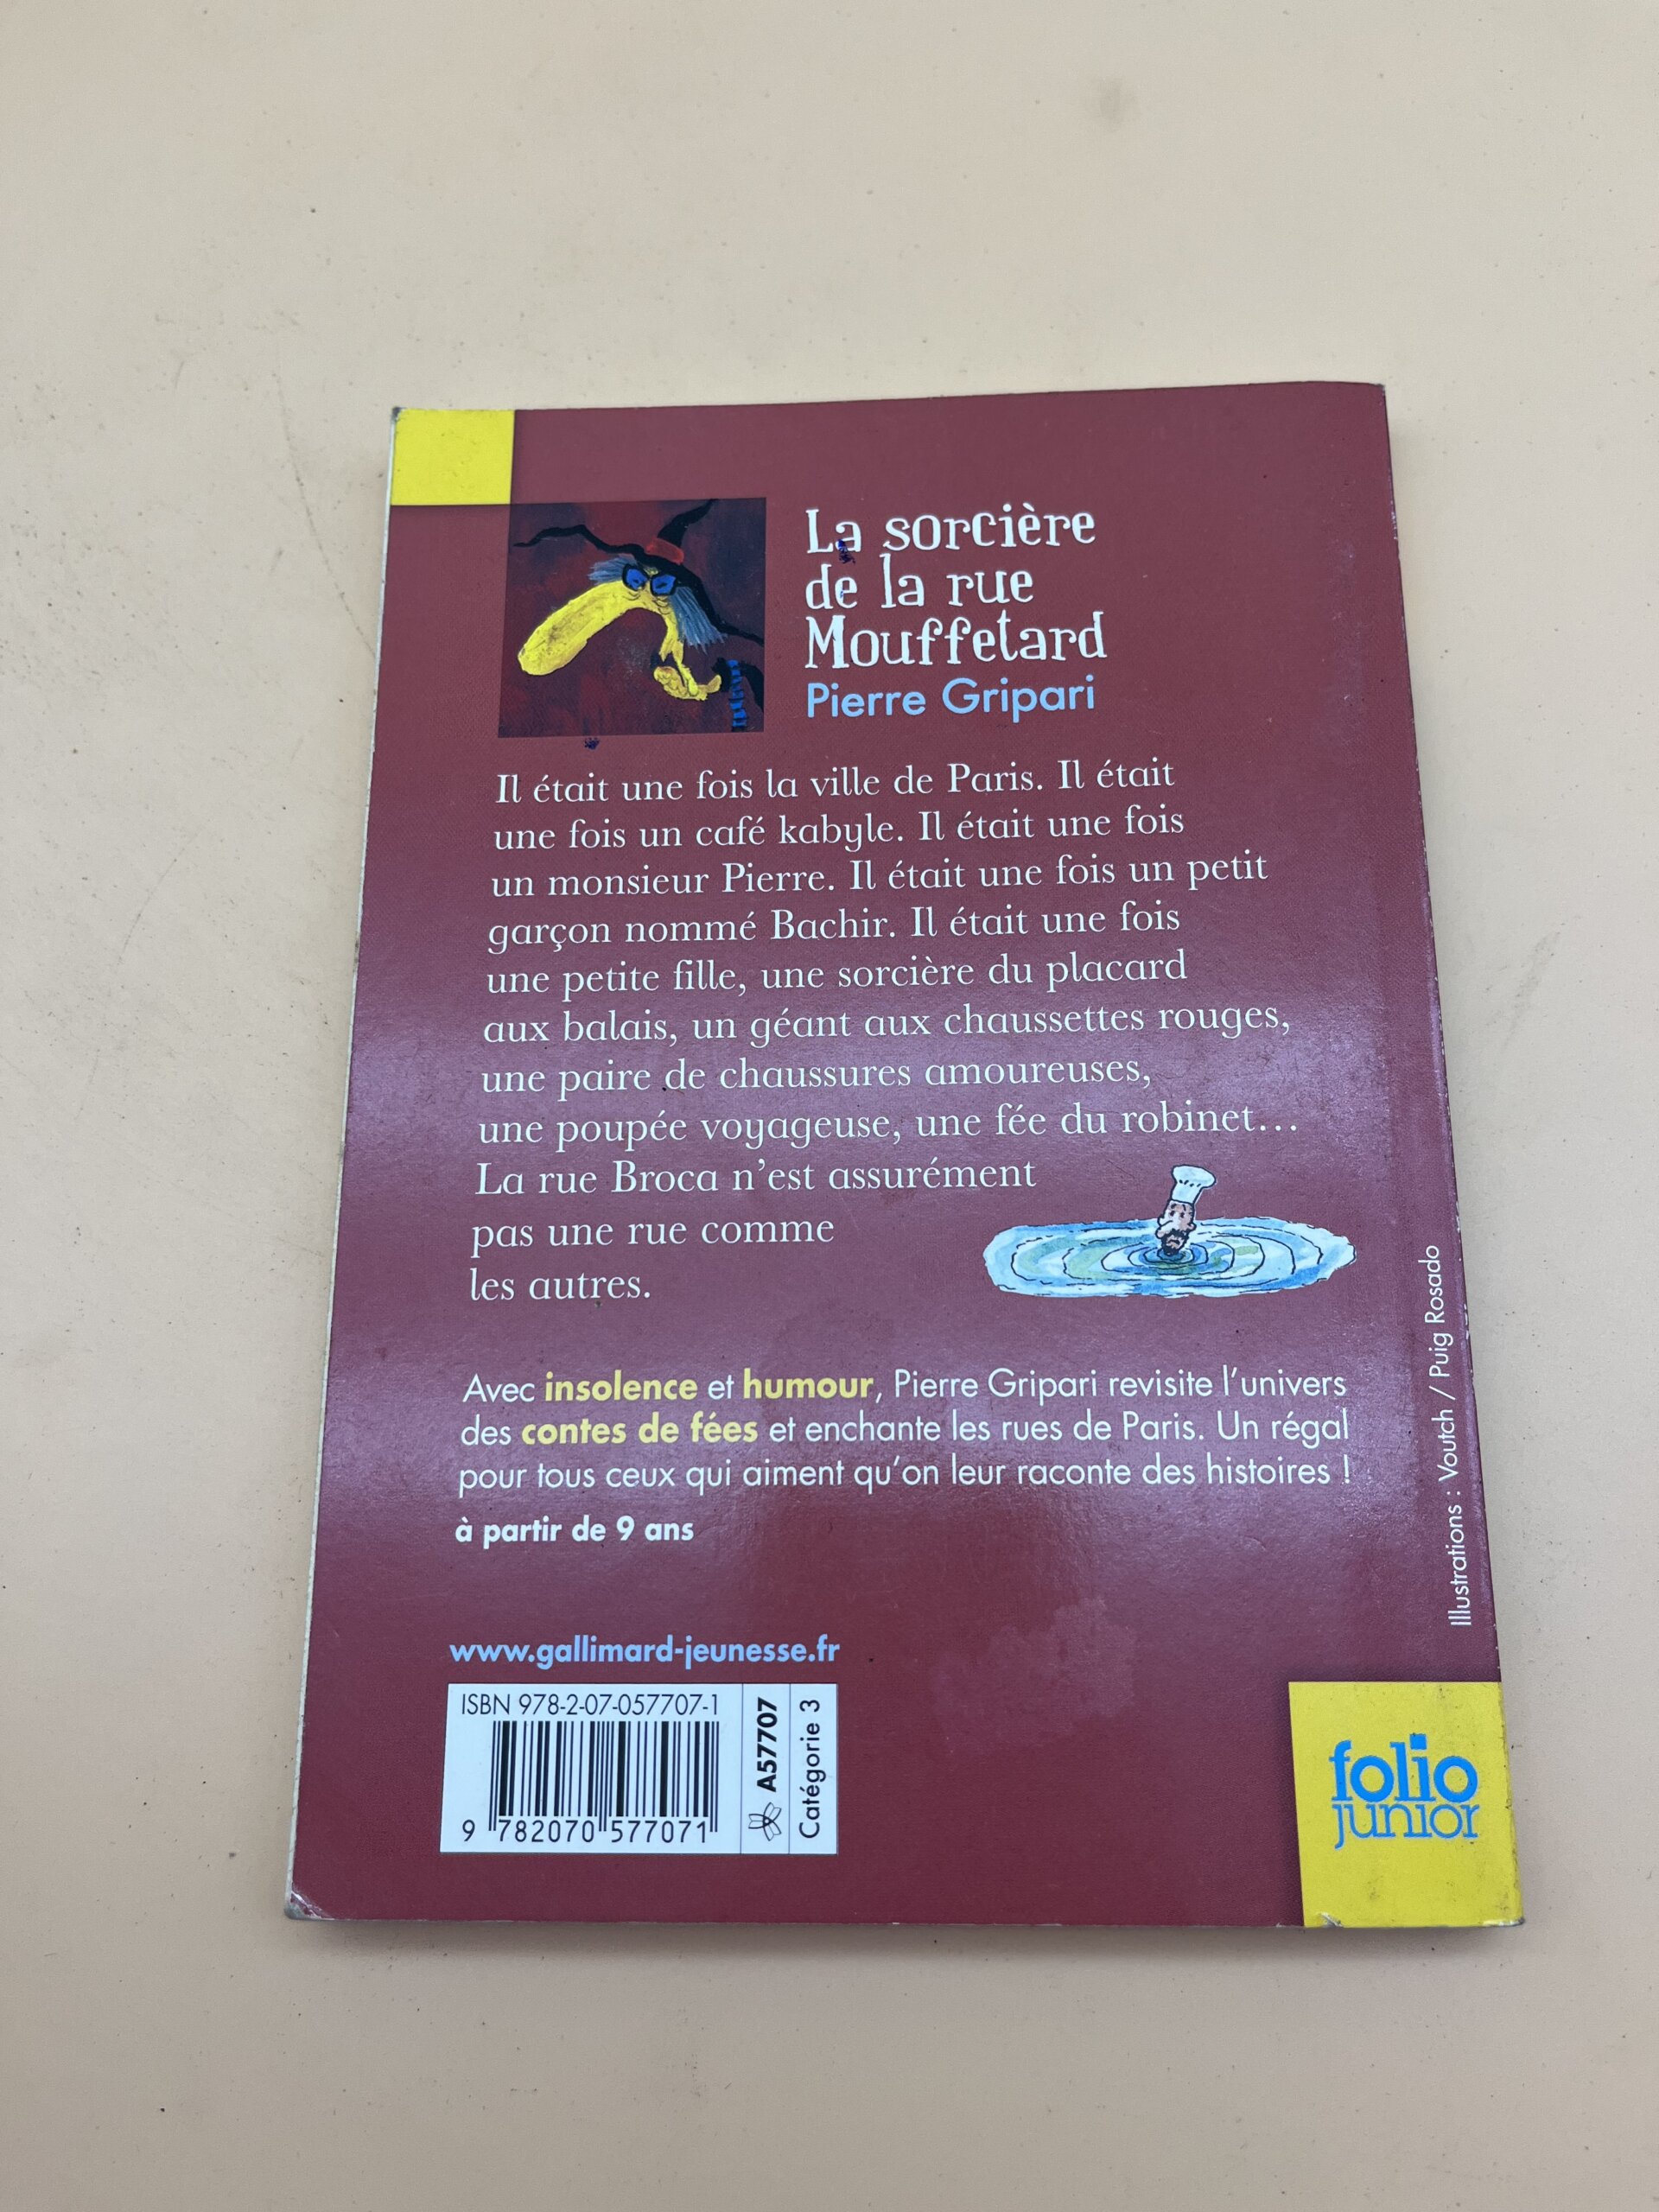 La sorcière
de la rue
Mouffetard
Pierre Gripari
Il était une fois la ville de Paris. Il était
une fois un café kabyle. Il était une fois
un monsieur Pierre. Il était une fois un petit
garçon nommé Bachir. Il était une fois
une petite fille, une sorcière du placard
aux balais, un géant aux chaussettes rouges,
une paire de chaussures amoureuses,
une poupée voyageuse, une fée du robinet...
La rue Broca n'est assurément
pas une rue comme
les autres.
Avec insolence et humour, Pierre Gripari revisite l'univers
des contes de fées et enchante les rues de Paris. Un régal
pour tous ceux qui aiment qu'on leur raconte des histoires !
à partir de 9 ans
Illustrations : Voutch / Puig Rosado
www.gallimard-jeunesse.fr
ISBN 978-2-07-057707-1
9 782070 577071
A57707
Catégorie 3
folio
junior